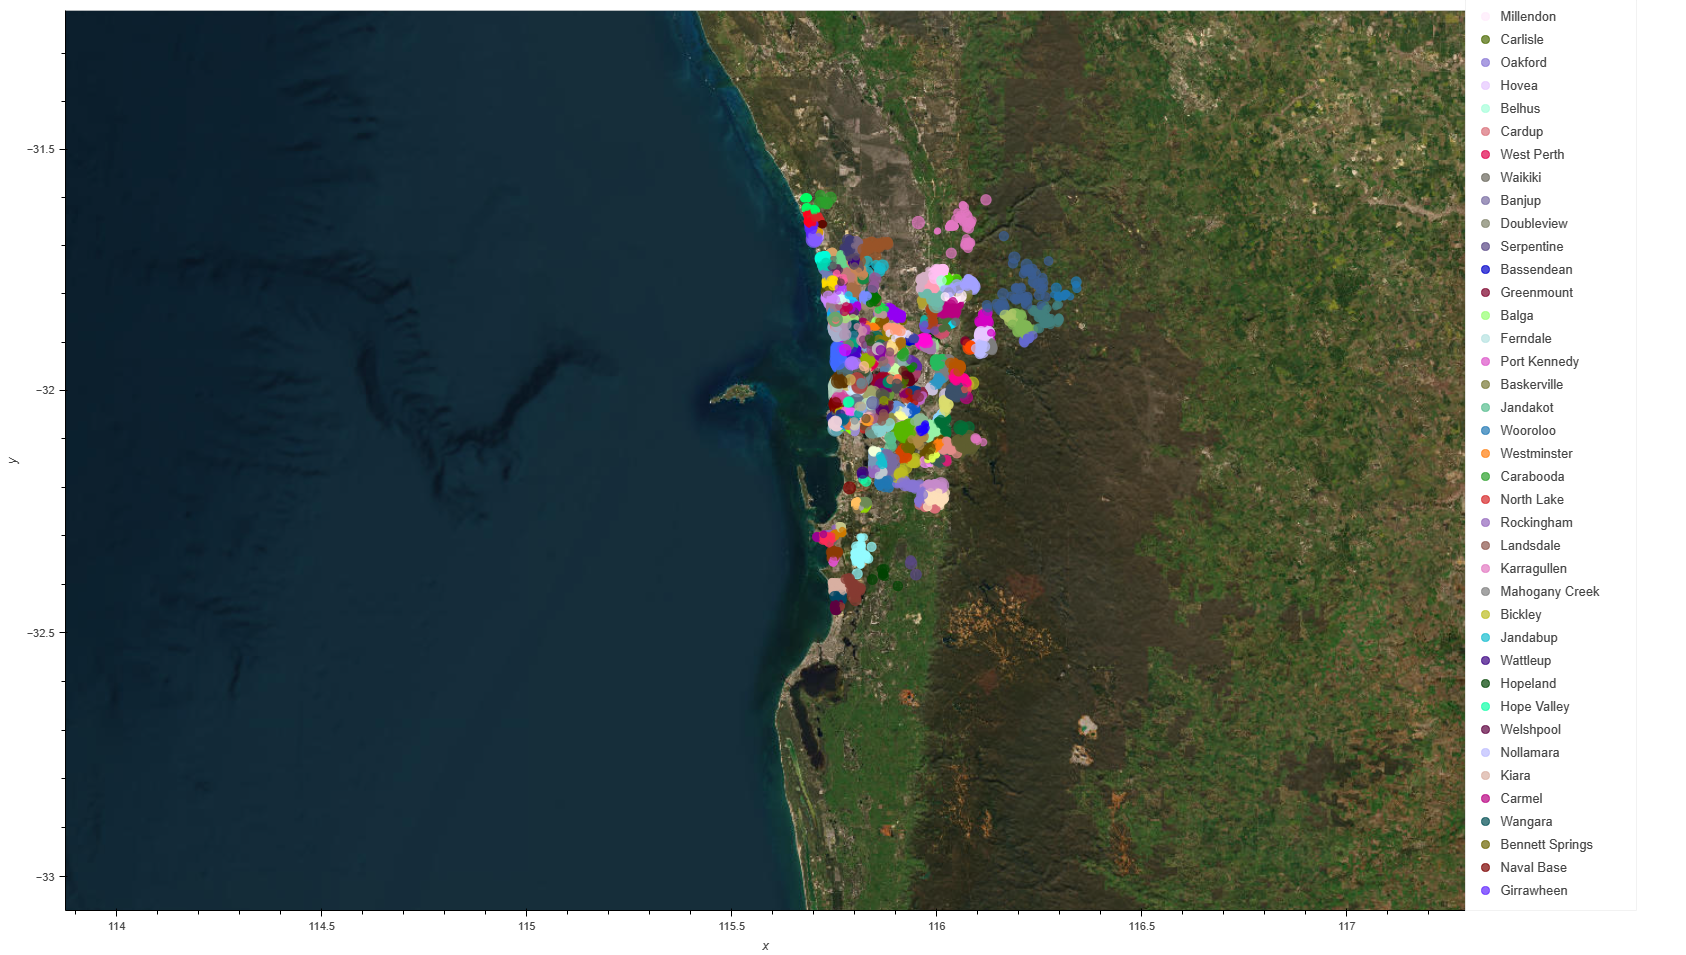 Millendon
Carlisle
Oakford
Hovea
Belhus
Cardup
West Perth
Waikiki
Banjup
Doubleview
Serpentine
Bassendean
Greenmount
Balga
Ferndale
Port Kennedy
Baskerville
Jandakot
Wooroloo
Westminster
Carabooda
North Lake
Rockingham
Landsdale
Karragullen
Mahogany Creek
Bickley
Jandabup
Wattleup
Hopeland
Hope Valley
Welshpool
Nollamara
Kiara
Carmel
Wangara
Bennett Springs
Naval Base
Girrawheen
−31.5
−32
−32.5
−33
y
114
114.5
115
115.5
116
116.5
117
x